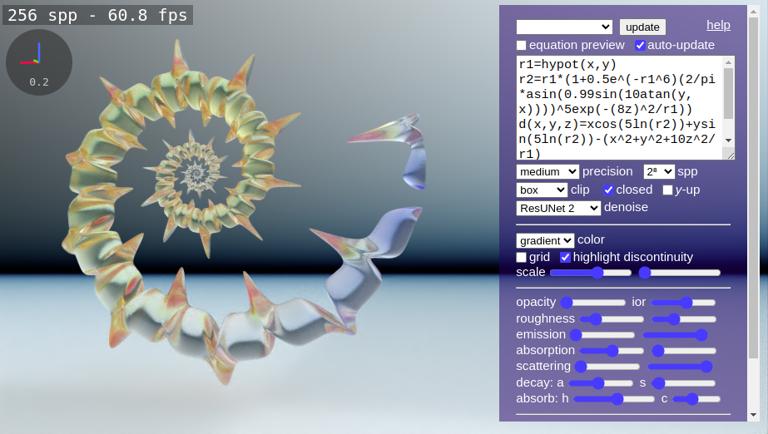 256 spp - 60.8 fps
0.2
update
help
equation preview
auto-update
r1=hypot(x,y)
r2=r1*(1+0.5e^(-r1^6)(2/pi
*asin(0.99sin(10atan(y,
x))))^5exp(-(8z)^2/r1))
d(x,y,z)=xcos(5ln(r2))+ysi
n(5ln(r2))-(x^2+y^2+10z^2/
r1)
medium precision 2⁸ spp
box clip closed y-up
ResUNet 2 denoise
gradient color
grid highlight discontinuity
scale
opacity ior
roughness
emission
absorption
scattering
decay: a s
absorb: h c